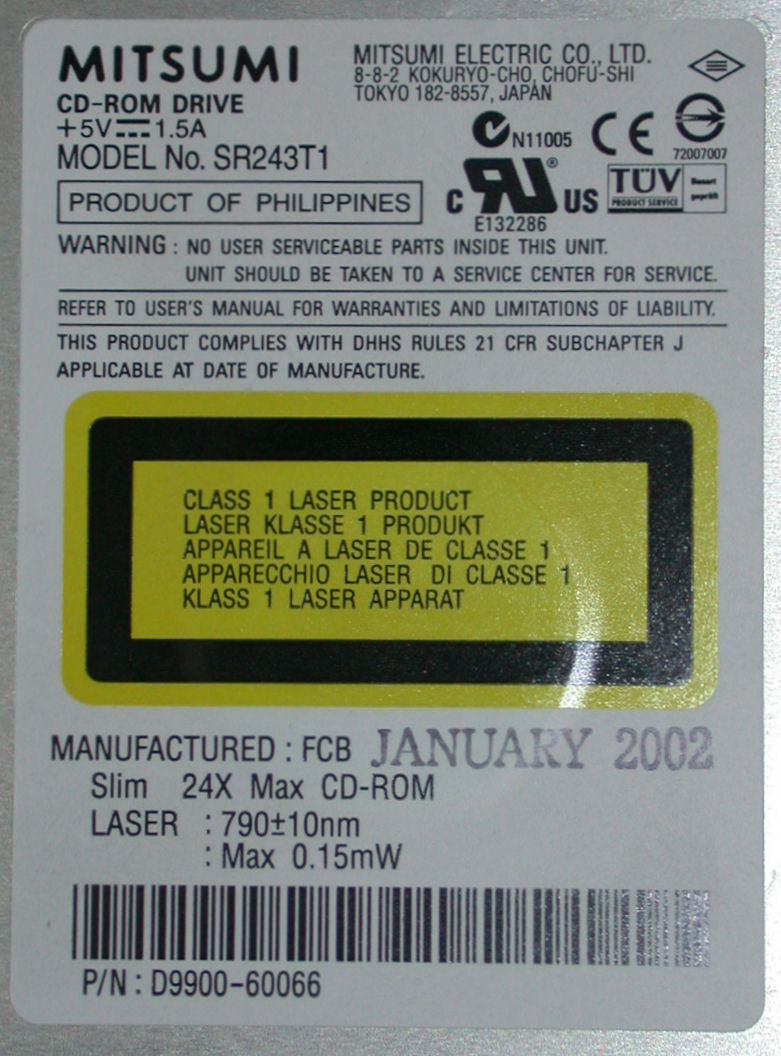 MITSUMI
CD-ROM DRIVE
+5V⎓1.5A
MODEL No. SR243T1
MITSUMI ELECTRIC CO., LTD.
8-8-2 KOKURYO-CHO, CHOFU-SHI
TOKYO 182-8557, JAPAN
N11005
CE
72007007
PRODUCT OF PHILIPPINES
C UR US
®
E132286
TÜV
PRODUCT SERVICE
Bauart
geprüft
WARNING : NO USER SERVICEABLE PARTS INSIDE THIS UNIT.
UNIT SHOULD BE TAKEN TO A SERVICE CENTER FOR SERVICE.
REFER TO USER'S MANUAL FOR WARRANTIES AND LIMITATIONS OF LIABILITY.
THIS PRODUCT COMPLIES WITH DHHS RULES 21 CFR SUBCHAPTER J
APPLICABLE AT DATE OF MANUFACTURE.
CLASS 1 LASER PRODUCT
LASER KLASSE 1 PRODUKT
APPAREIL A LASER DE CLASSE 1
APPARECCHIO LASER DI CLASSE 1
KLASS 1 LASER APPARAT
MANUFACTURED : FCB JANUARY 2002
Slim 24X Max CD-ROM
LASER : 790±10nm
: Max 0.15mW
P/N : D9900-60066